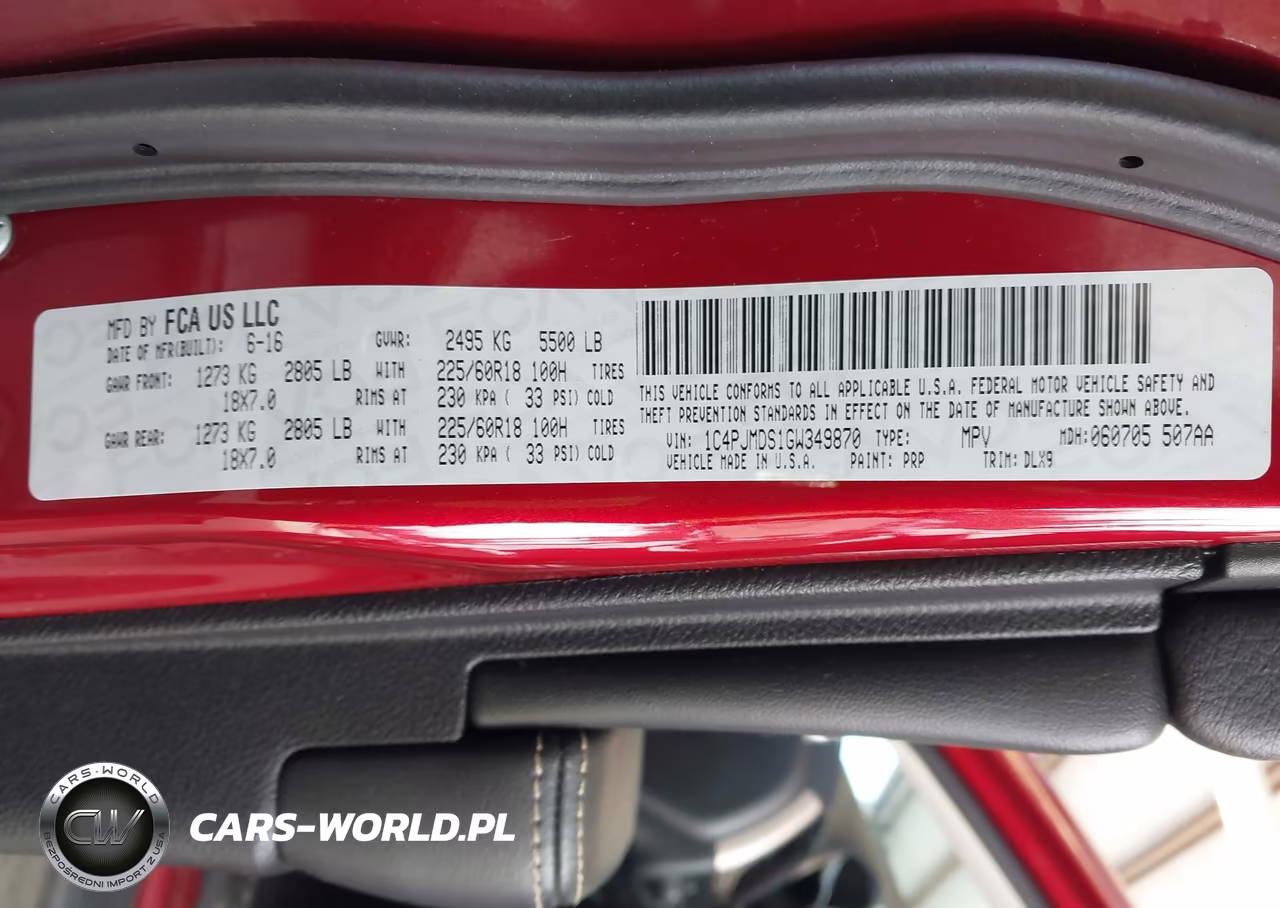 MFD BY FCA US LLC
DATE OF MFR(BUILT): 6-16 GVWR: 2495 KG 5500 LB
GAWR FRONT: 1273 KG 2805 LB WITH 225/60R18 100H TIRES
18X7.0 RIMS AT 230 KPA ( 33 PSI) COLD
GAWR REAR: 1273 KG 2805 LB WITH 225/60R18 100H TIRES
18X7.0 RIMS AT 230 KPA ( 33 PSI) COLD
THIS VEHICLE CONFORMS TO ALL APPLICABLE U.S.A. FEDERAL MOTOR VEHICLE SAFETY AND
THEFT PREVENTION STANDARDS IN EFFECT ON THE DATE OF MANUFACTURE SHOWN ABOVE.
VIN: 1C4PJMDS1GW349870 TYPE: MPV MDH:060705 507AA
VEHICLE MADE IN U.S.A. PAINT: PRP TRIM: DLX9
CARS-WORLD
CW
BEZPOŚREDNI IMPORT Z USA
CARS-WORLD.PL